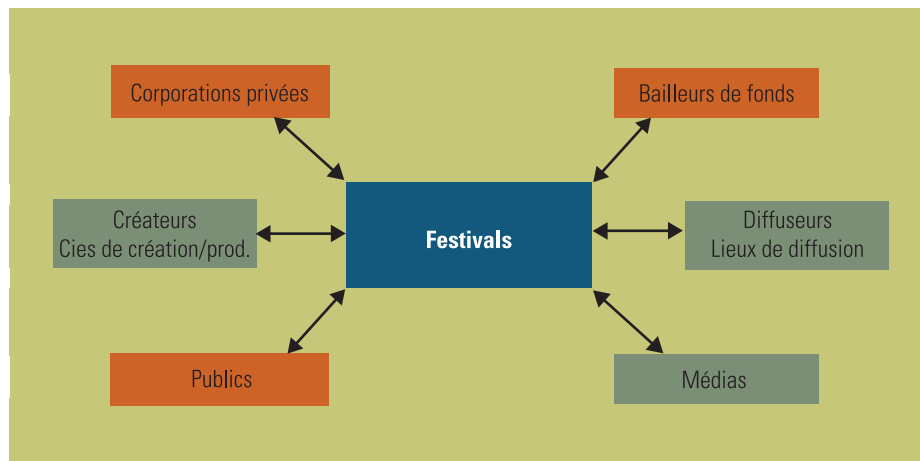 Corporations privées
Bailleurs de fonds
Créateurs
Cies de création/prod.
Festivals
Diffuseurs
Lieux de diffusion
Publics
Médias